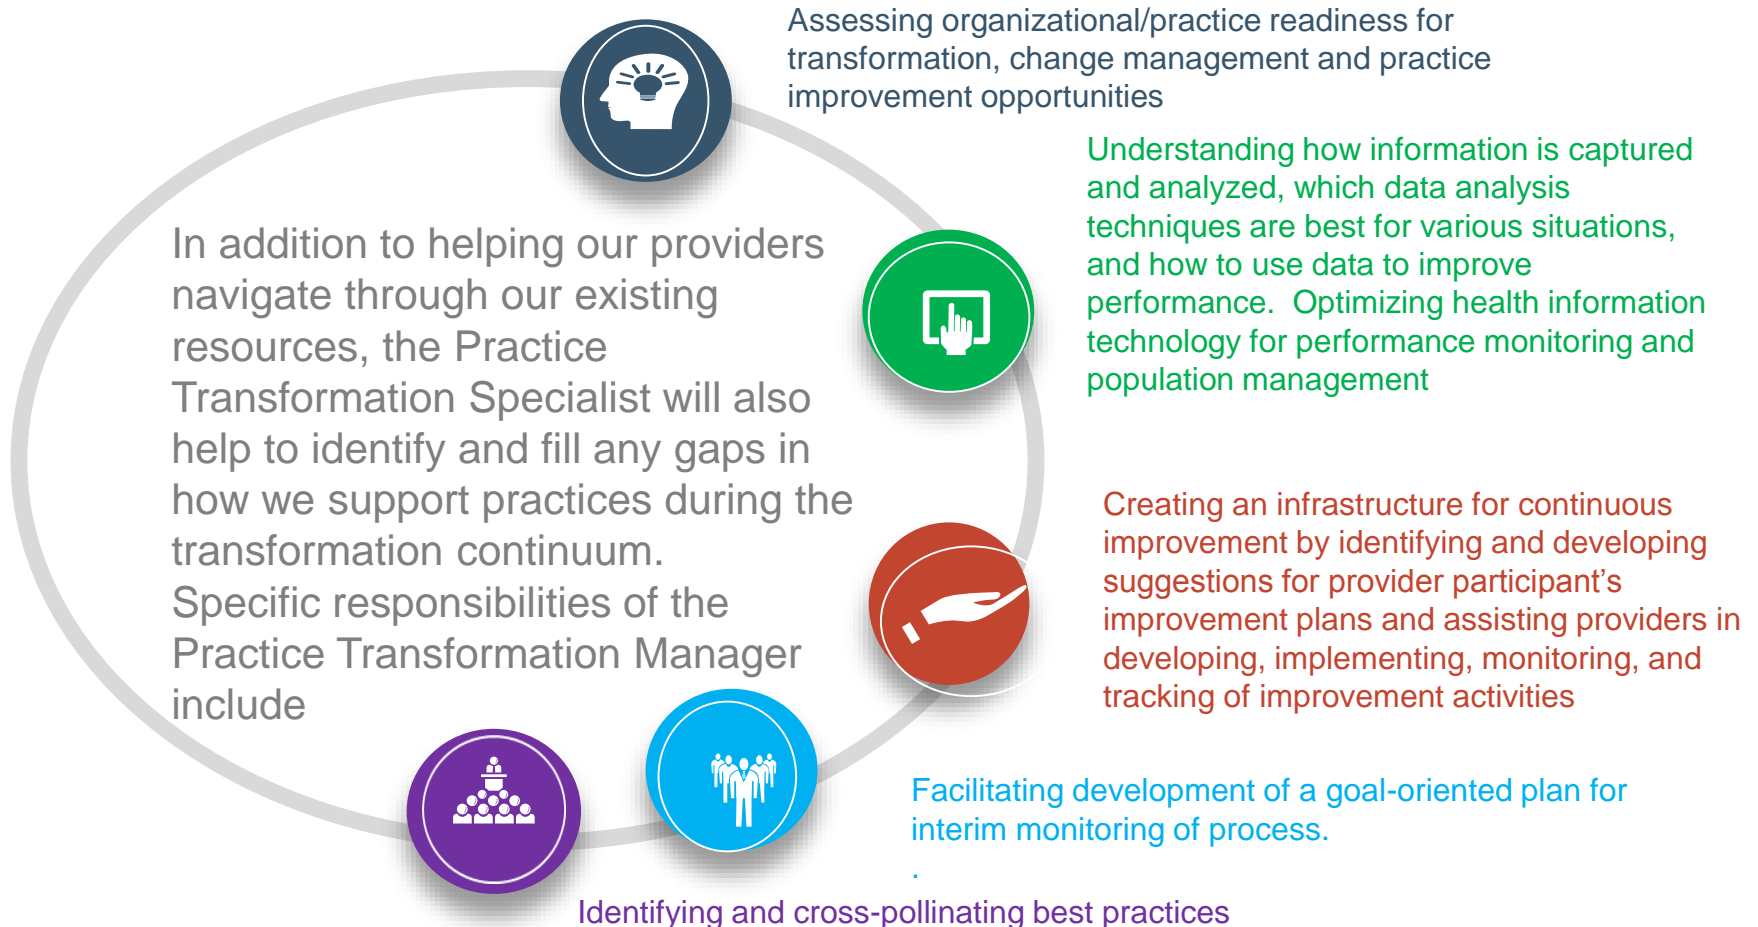 Assessing organizational/practice readiness for
transformation, change management and practice
improvement opportunities
Understanding how information is captured
and analyzed, which data analysis
techniques are best for various situations,
and how to use data to improve
performance.  Optimizing health information
technology for performance monitoring and
population management
In addition to helping our providers
navigate through our existing
resources, the Practice
Transformation Specialist will also
help to identify and fill any gaps in
how we support practices during the
transformation continuum.
Specific responsibilities of the
Practice Transformation Manager
include
Creating an infrastructure for continuous
improvement by identifying and developing
suggestions for provider participant’s
improvement plans and assisting providers in
developing, implementing, monitoring, and
tracking of improvement activities
Facilitating development of a goal-oriented plan for
interim monitoring of process.
.
Identifying and cross-pollinating best practices